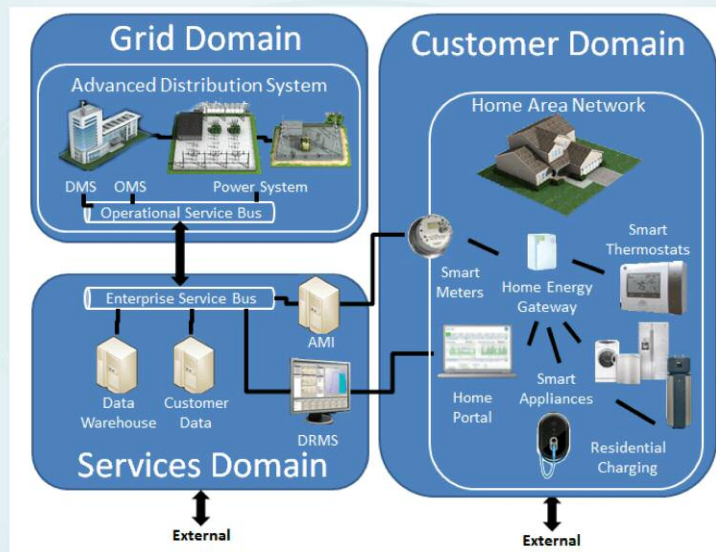 Grid Domain
Advanced Distribution System
DMS
OMS
Power System
Operational Service Bus
Enterprise Service Bus
AMI
Data
Warehouse
Customer
Data
DRMS
Services Domain
External
Customer Domain
Home Area Network
Smart
Meters
Home Energy
Gateway
Smart
Thermostats
Home
Portal
Smart
Appliances
Residential
Charging
External